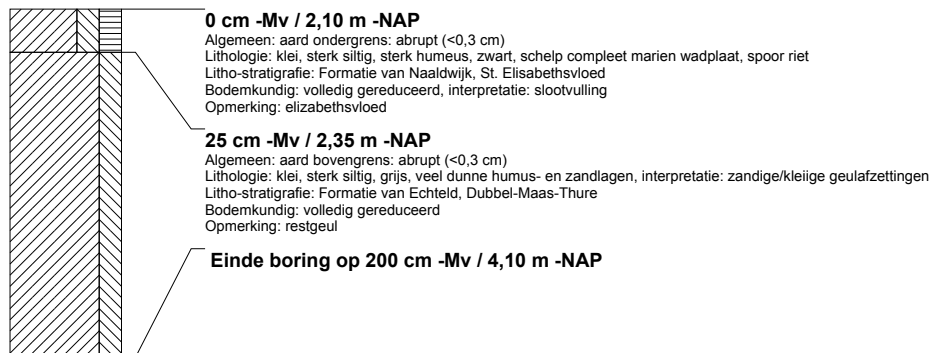 0 cm -Mv / 2,10 m -NAP
Algemeen: aard ondergrens: abrupt (<0,3 cm)
Lithologie: klei, sterk siltig, sterk humeus, zwart, schelp compleet marien wadplaat, spoor riet
Litho-stratigrafie: Formatie van Naaldwijk, St. Elisabethsvloed
Bodemkundig: volledig gereduceerd, interpretatie: slootvulling
Opmerking: elizabethsvloed
25 cm -Mv / 2,35 m -NAP
Algemeen: aard bovengrens: abrupt (<0,3 cm)
Lithologie: klei, sterk siltig, grijs, veel dunne humus- en zandlagen, interpretatie: zandige/kleiige geulafzettingen
Litho-stratigrafie: Formatie van Echteld, Dubbel-Maas-Thure
Bodemkundig: volledig gereduceerd
Opmerking: restgeul
Einde boring op 200 cm -Mv / 4,10 m -NAP